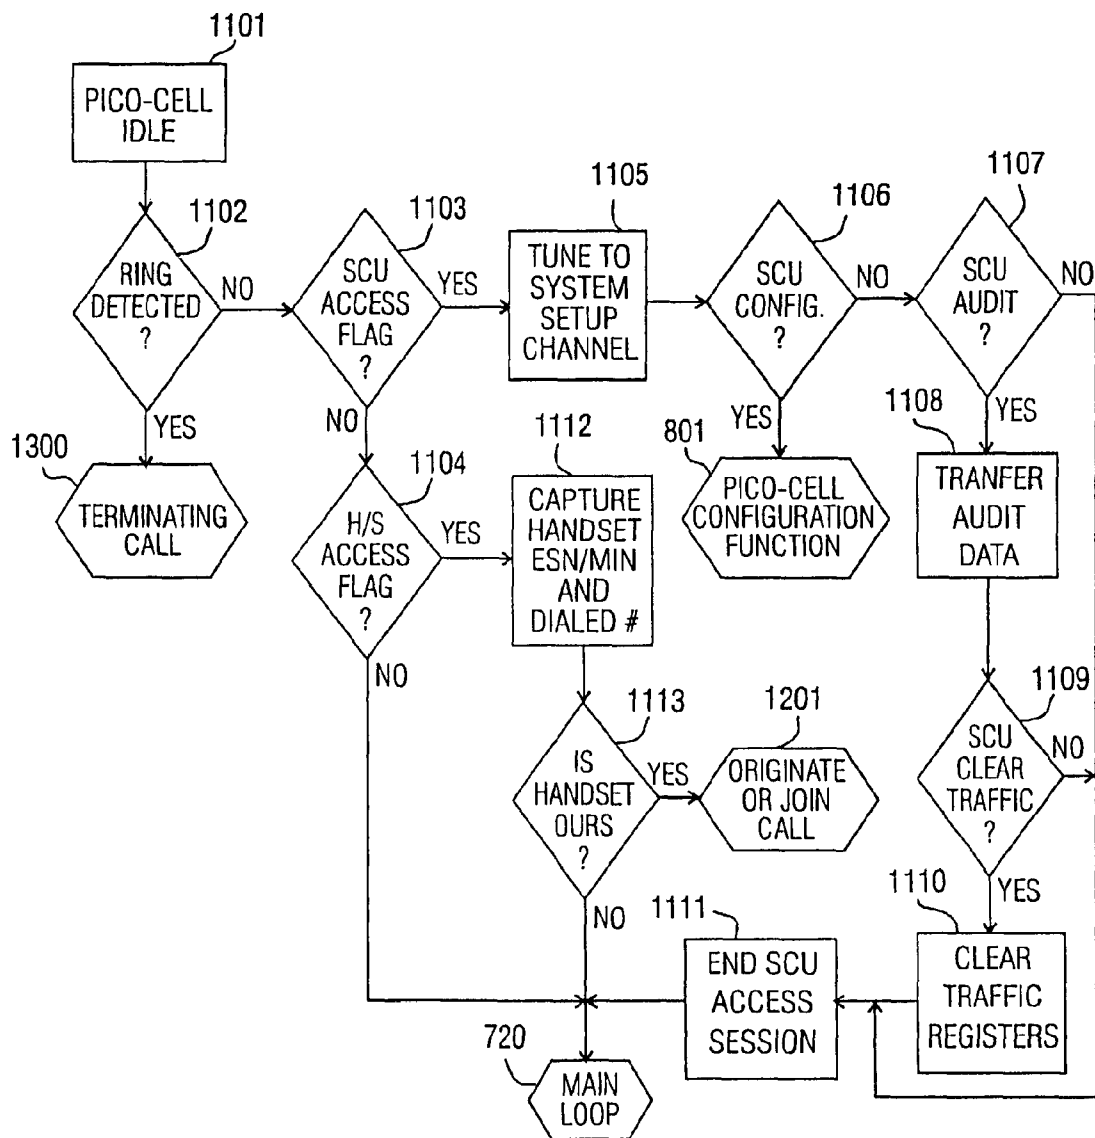 1101
PICO-CELL
IDLE
1102
RING
DETECTED
?
NO
YES
1300
TERMINATING
CALL
1103
SCU
ACCESS
FLAG
?
YES
NO
1104
H/S
ACCESS
FLAG
?
YES
NO
1105
TUNE TO
SYSTEM
SETUP
CHANNEL
1106
SCU
CONFIG.
?
NO
YES
801
PICO-CELL
CONFIGURATION
FUNCTION
1107
SCU
AUDIT
?
NO
YES
1108
TRANFER
AUDIT
DATA
1109
SCU
CLEAR
TRAFFIC
?
NO
YES
1110
CLEAR
TRAFFIC
REGISTERS
1111
END SCU
ACCESS
SESSION
1112
CAPTURE
HANDSET
ESN/MIN
AND
DIALED #
1113
IS
HANDSET
OURS
?
YES
NO
1201
ORIGINATE
OR JOIN
CALL
720
MAIN
LOOP